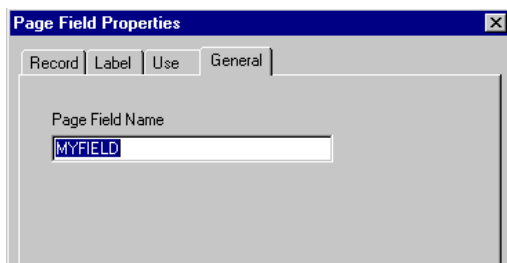 Page Field Properties
Record Label Use General
Page Field Name
MYFIELD